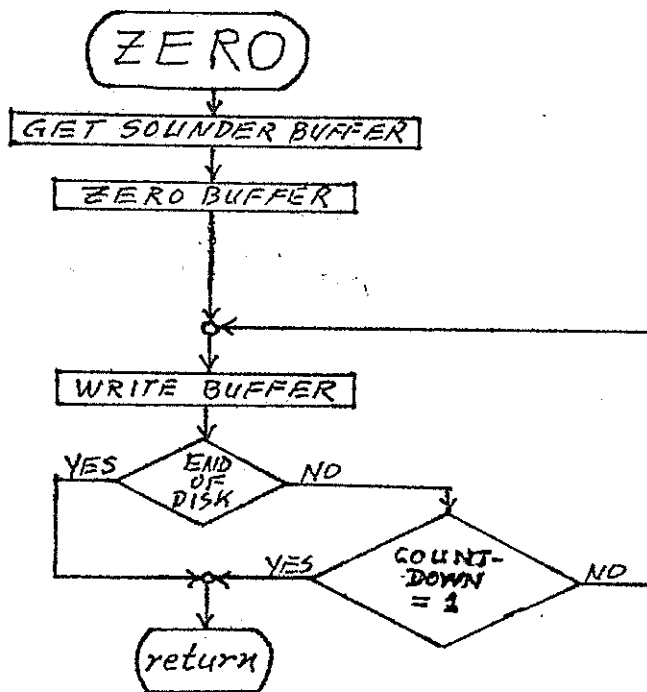 ZERO
GET SOUNDER BUFFER
ZERO BUFFER
WRITE BUFFER
YES
END
OF
DISK
NO
YES
COUNT-
DOWN
= 1
NO
return